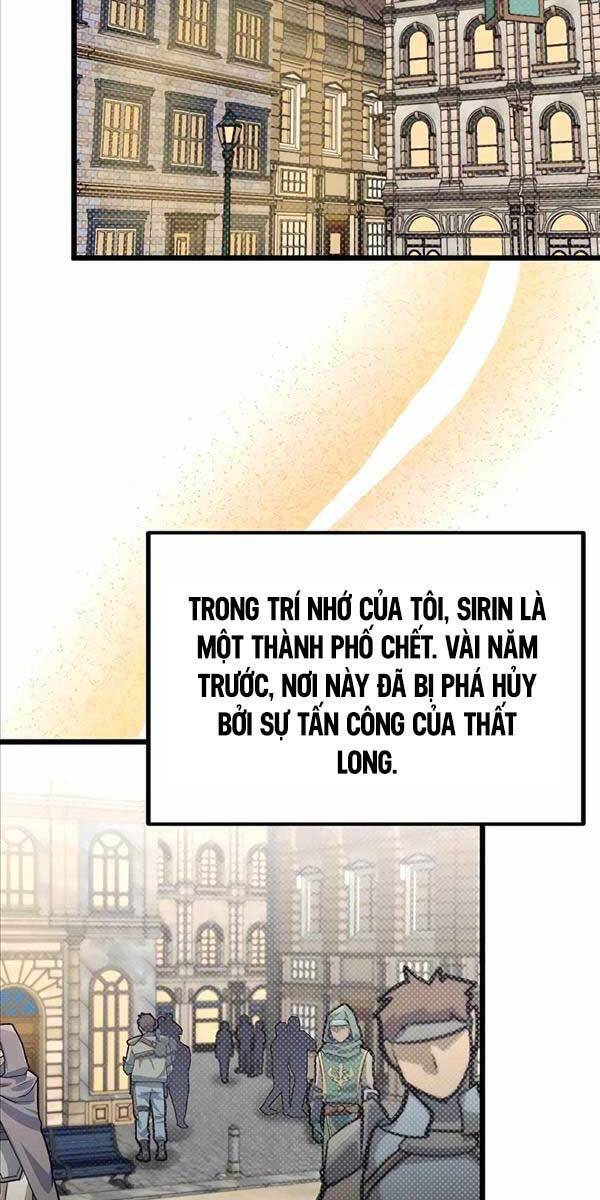 TRONG TRÍ NHỚ CỦA TÔI, SIRIN LÀ
MỘT THÀNH PHỐ CHẾT. VÀI NĂM
TRƯỚC, NƠI NÀY ĐÃ BỊ PHÁ HỦY
BỞI SỰ TẤN CÔNG CỦA THẤT
LONG.